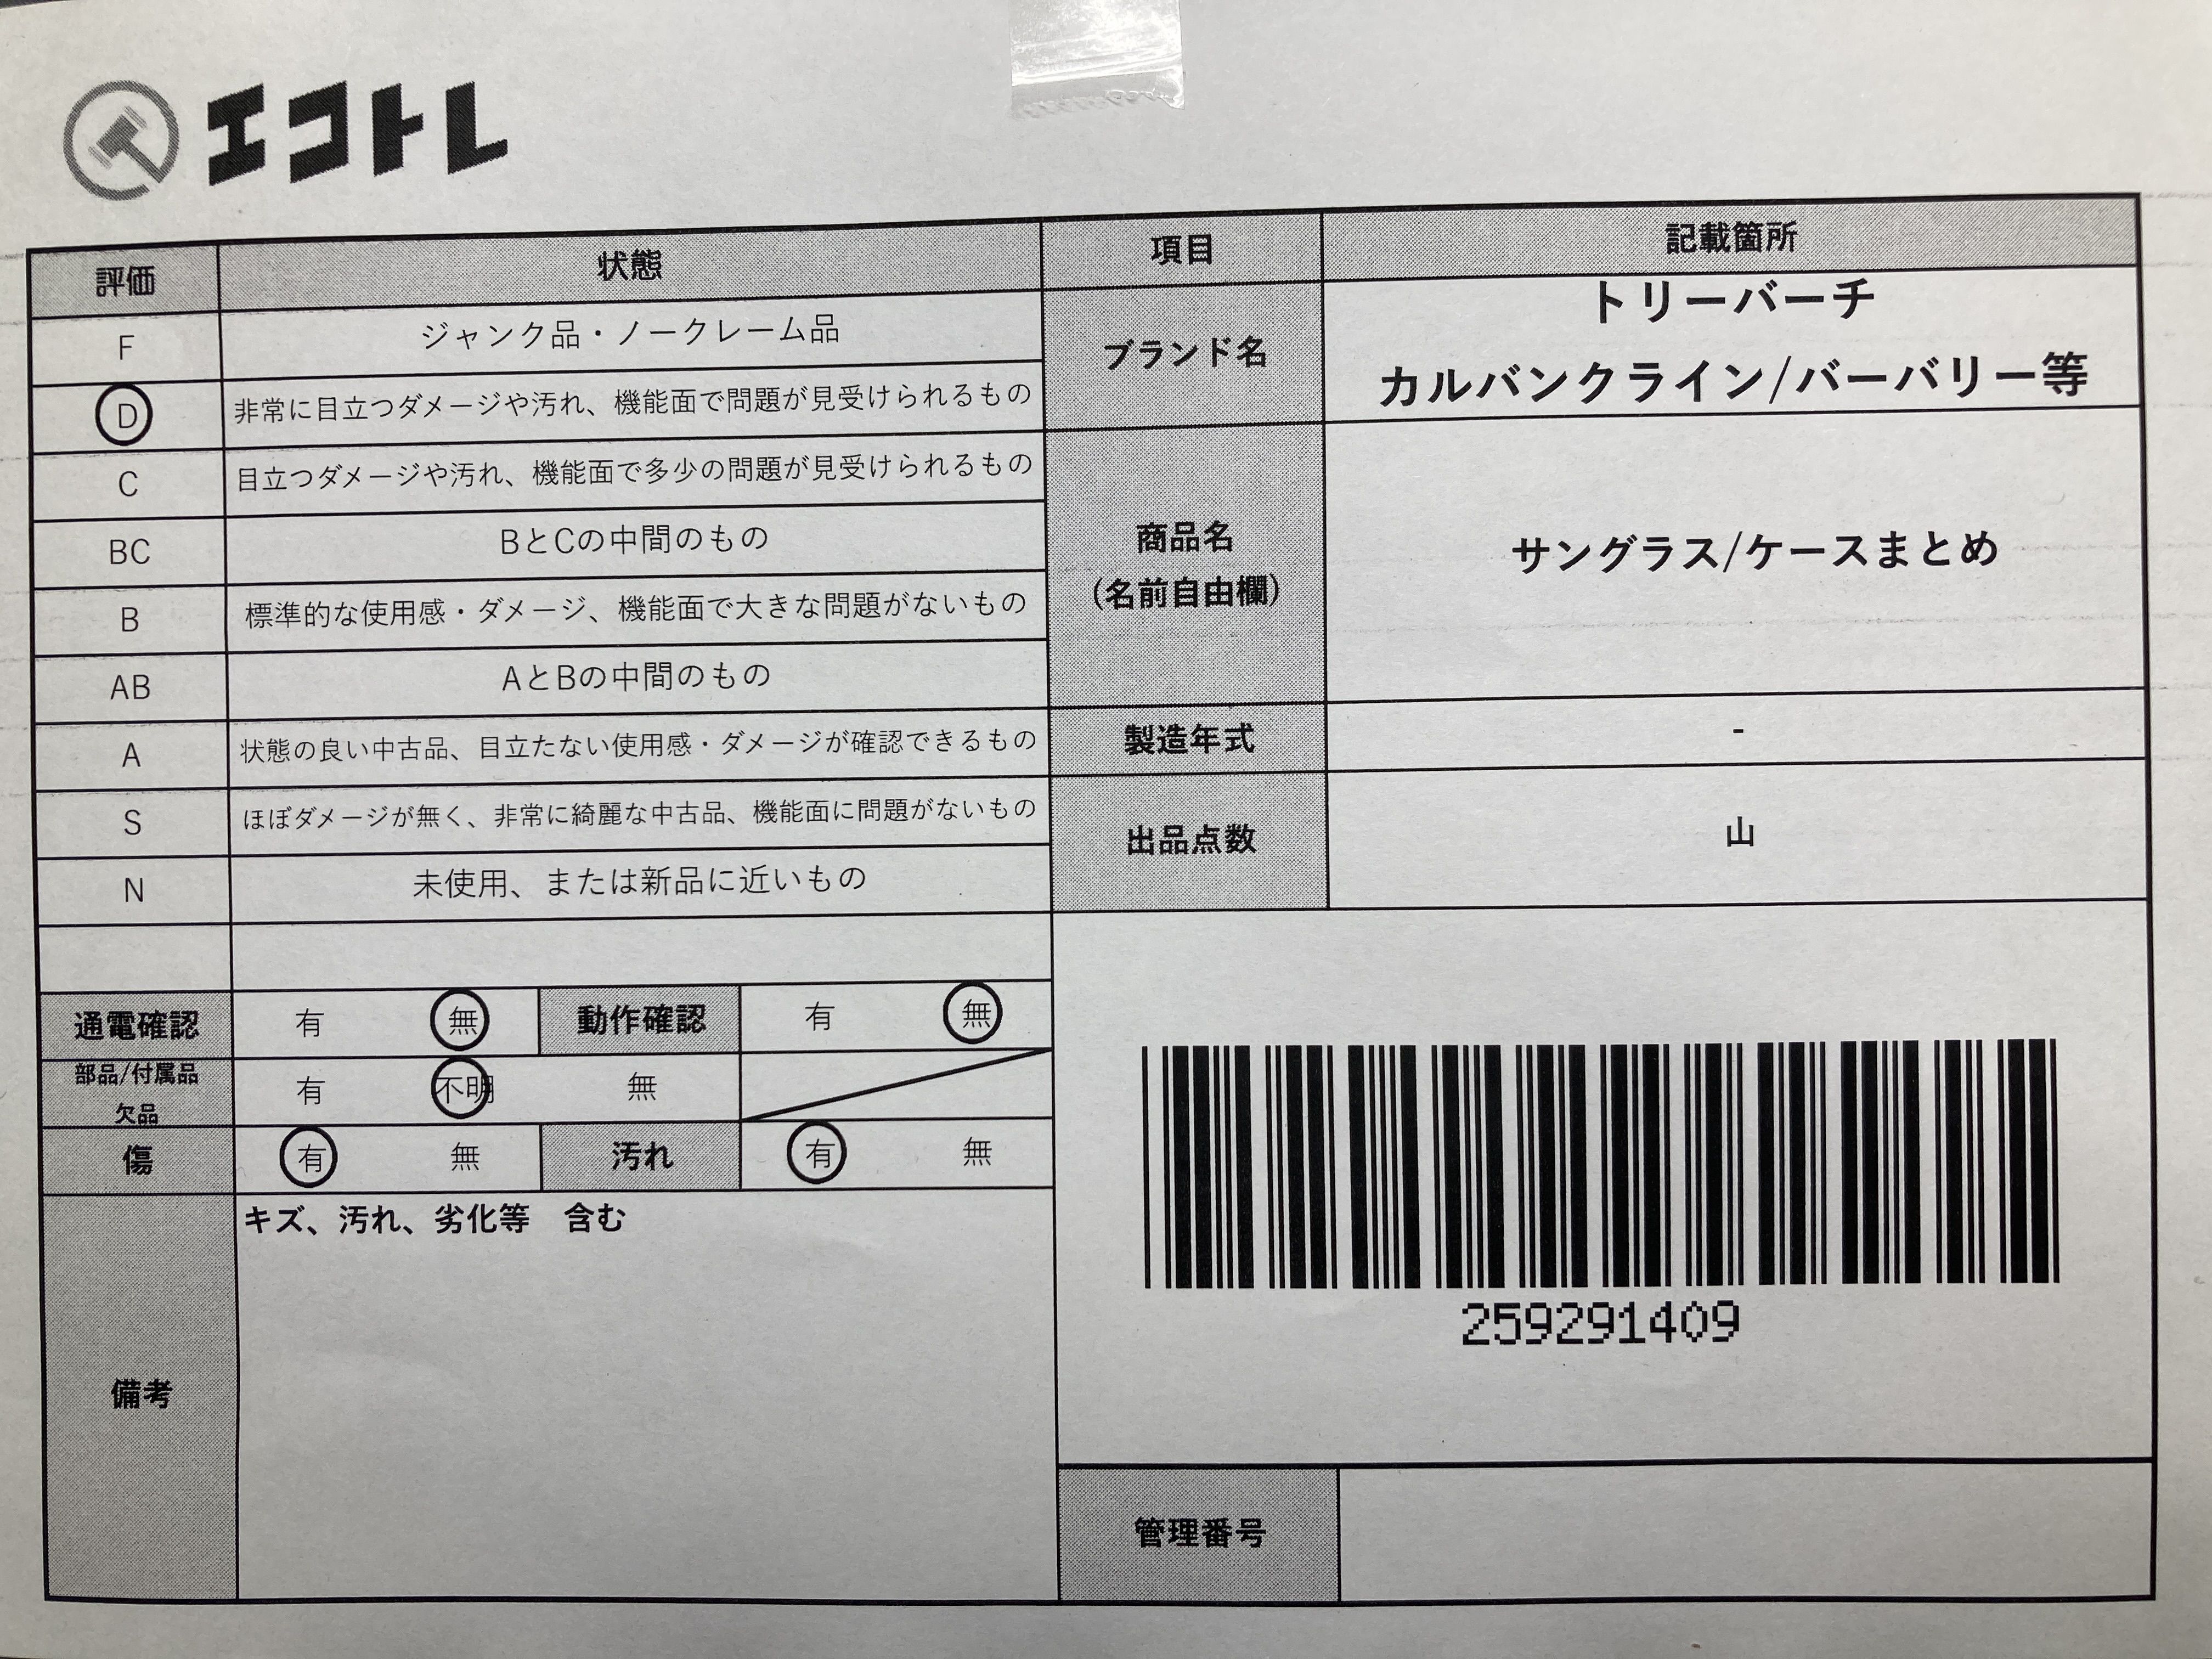 エコトレ
評価 状態
F ジャンク品・ノークレーム品
D 非常に目立つダメージや汚れ、機能面で問題が見受けられるもの
C 目立つダメージや汚れ、機能面で多少の問題が見受けられるもの
BC BとCの中間のもの
B 標準的な使用感・ダメージ、機能面で大きな問題がないもの
AB AとBの中間のもの
A 状態の良い中古品、目立たない使用感・ダメージが確認できるもの
S ほぼダメージが無く、非常に綺麗な中古品、機能面に問題がないもの
N 未使用、または新品に近いもの
通電確認 有 無 動作確認 有 無
部品/付属品
欠品 有 不明 無
傷 有 無 汚れ 有 無
備考 キズ、汚れ、劣化等　含む
項目 記載箇所
ブランド名 トリーバーチ
カルバンクライン/バーバリー等
商品名
(名前自由欄) サングラス/ケースまとめ
製造年式 -
出品点数 山
259291409
管理番号